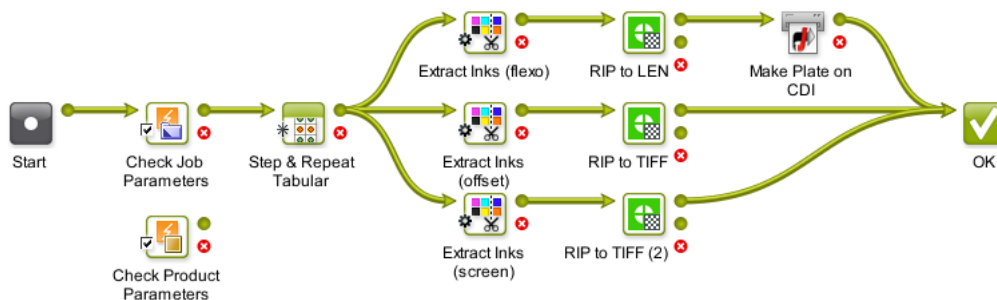 Extract Inks (flexo)
RIP to LEN
Make Plate on
CDI
Start
Check Job
Parameters
Step & Repeat
Tabular
Extract Inks
(offset)
RIP to TIFF
OK
Check Product
Parameters
Extract Inks
(screen)
RIP to TIFF (2)